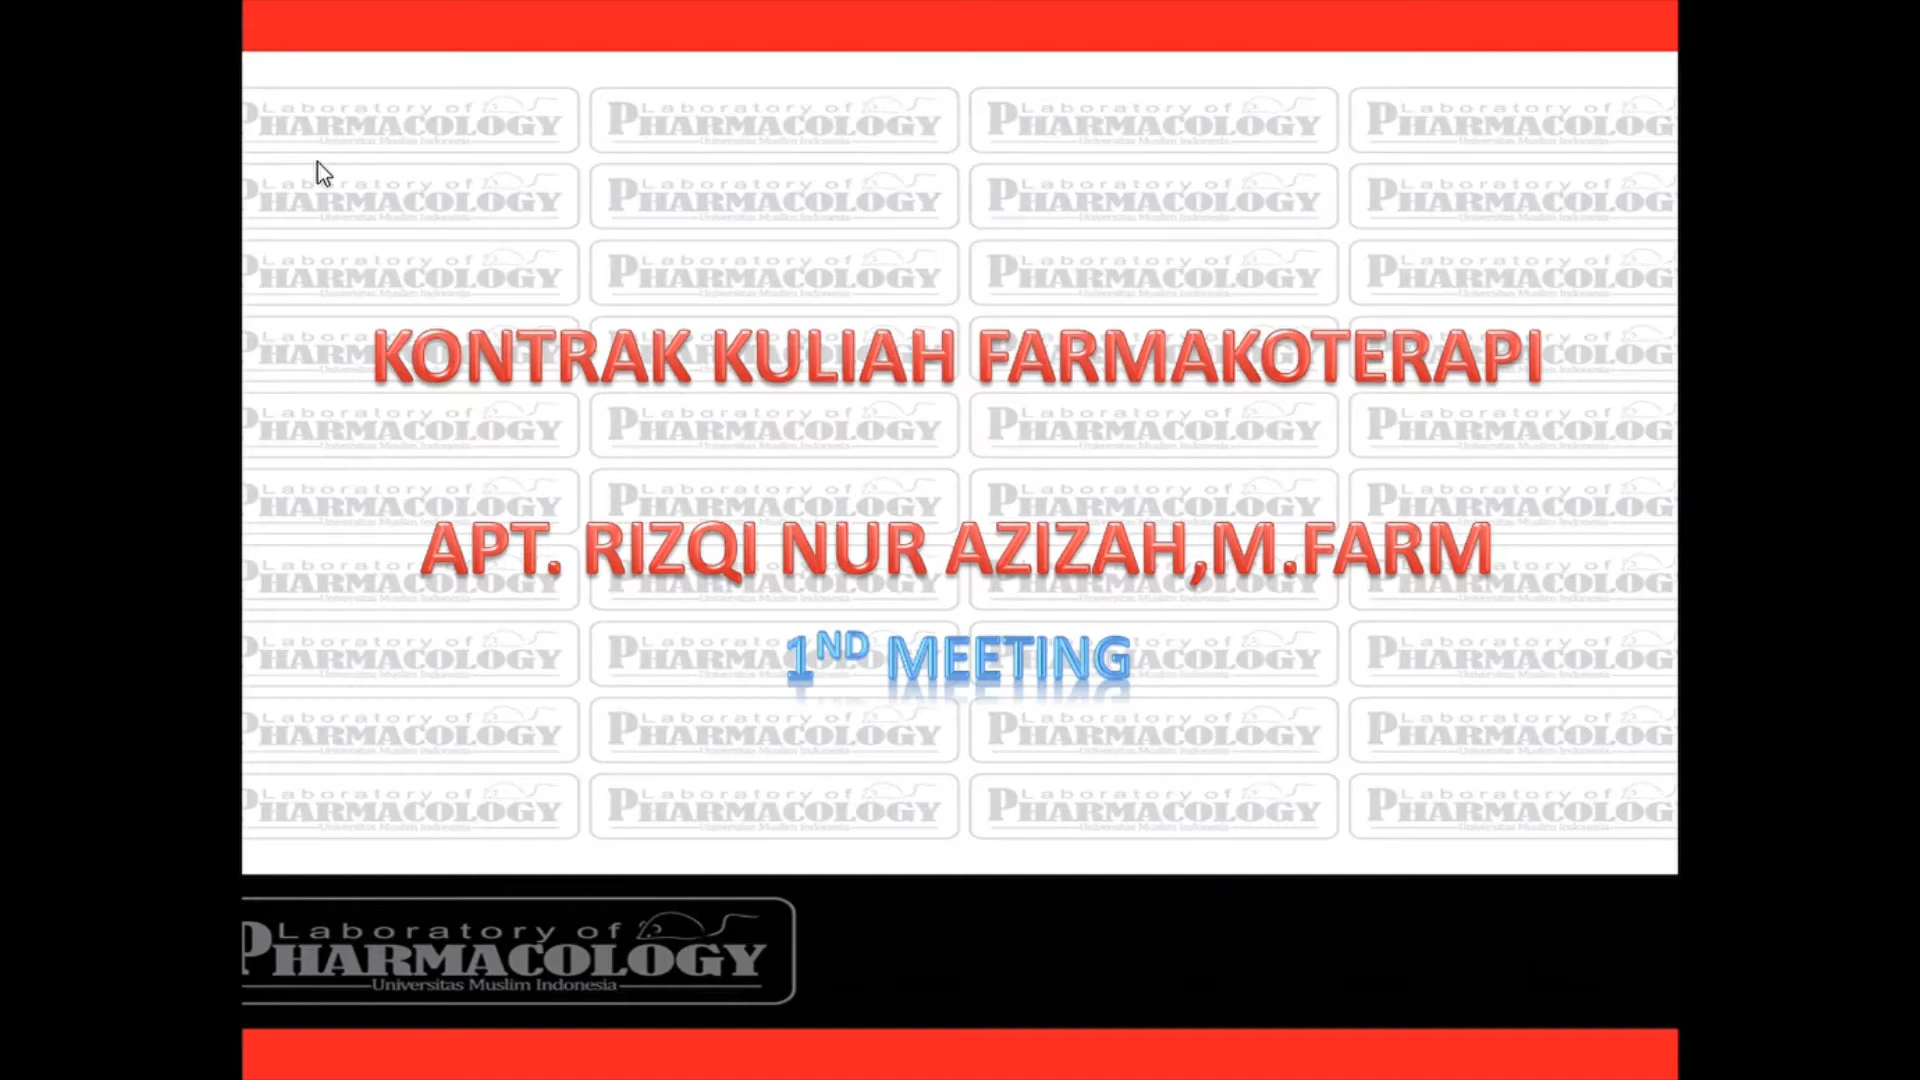 KONTRAK KULIAH FARMAKOTERAPI
APT. RIZQI NUR AZIZAH,M.FARM
1ND MEETING
Laboratory of
PHARMACOLOGY
Universitas Muslim Indonesia